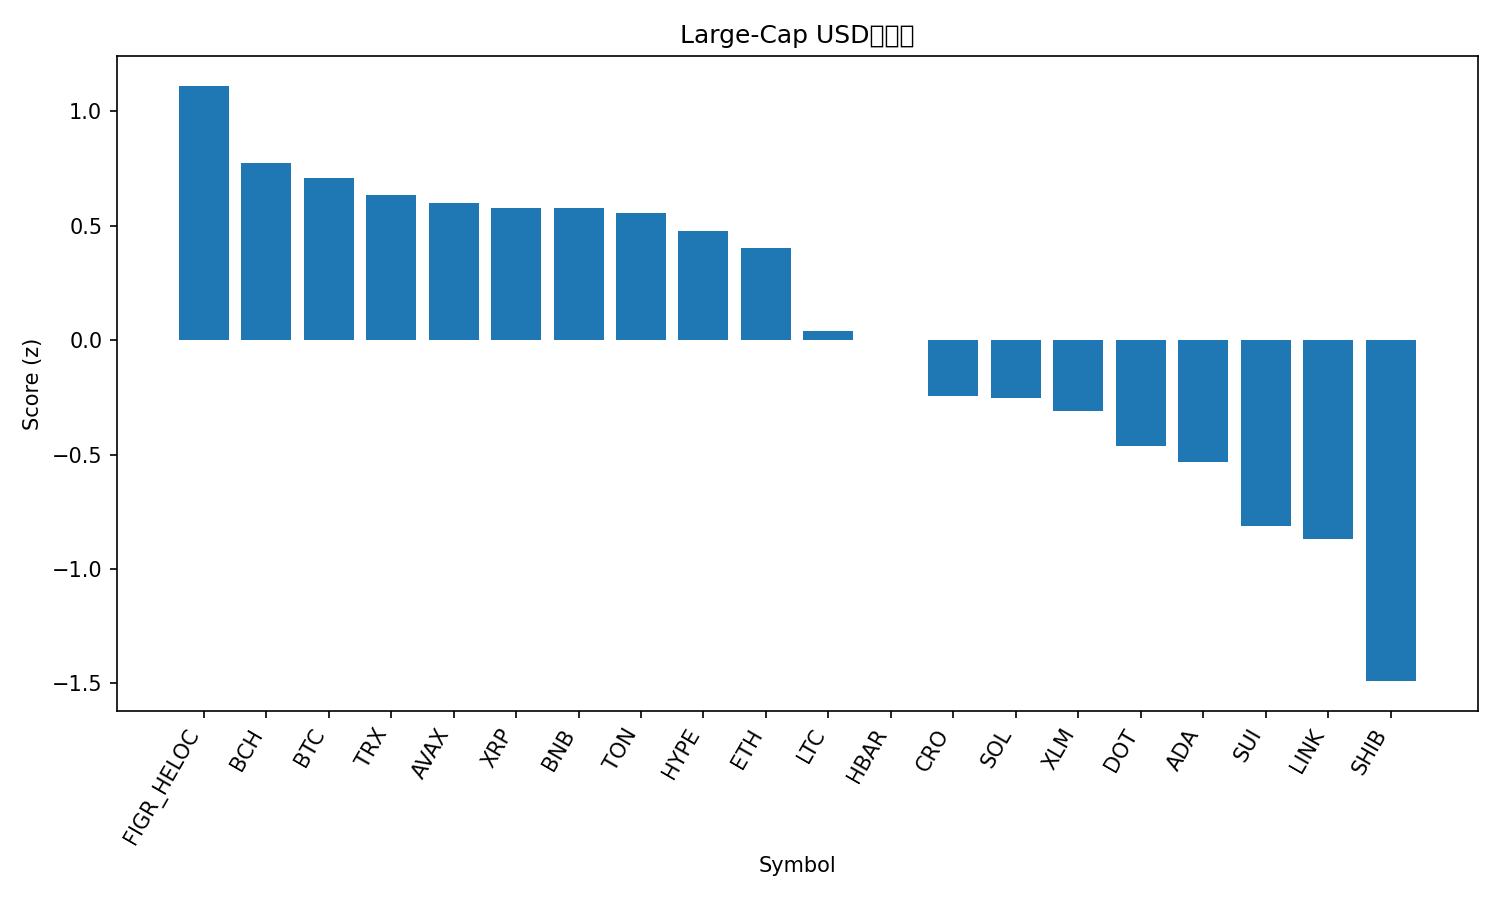 Large-Cap USD
Score (z)
1.0
0.5
0.0
−0.5
−1.0
−1.5
FIGR_HELOC
BCH
BTC
TRX
AVAX
XRP
BNB
TON
HYPE
ETH
LTC
HBAR
CRO
SOL
XLM
DOT
ADA
SUI
LINK
SHIB
Symbol